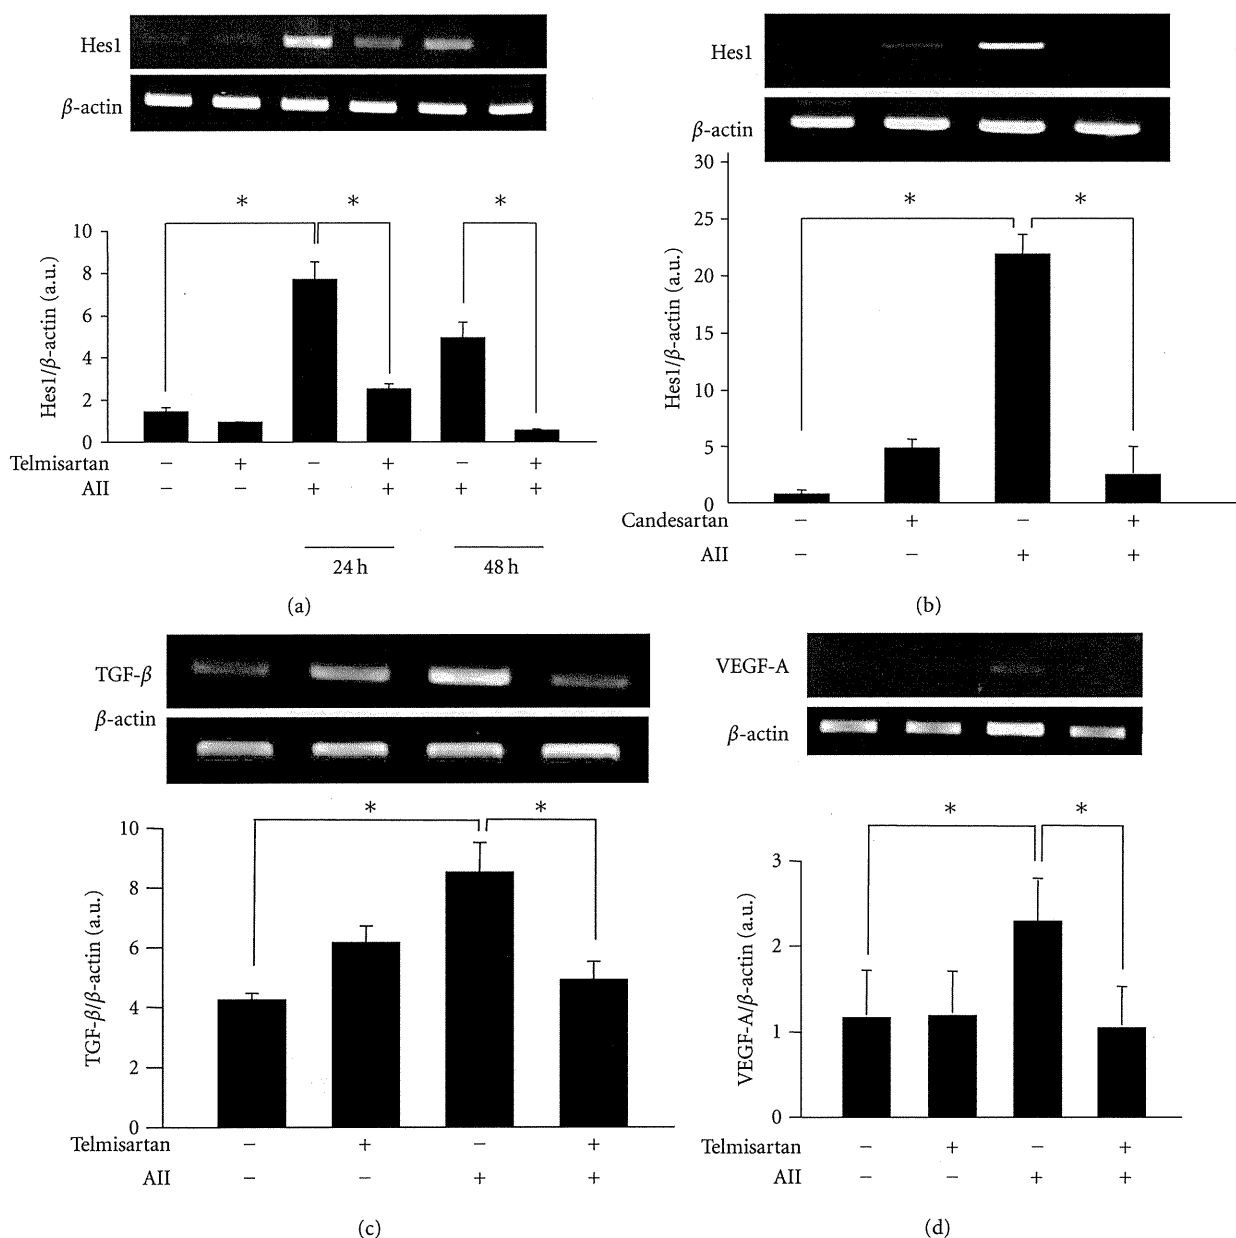 Hes1
β-actin
* * *
10
8
6
4
2
0
Hes1/β-actin (a.u.)
Telmisartan − + − + − +
AII − − + + + +
24 h 48 h
(a)
Hes1
β-actin
30
25
20
15
10
5
0
* *
Hes1/β-actin (a.u.)
Candesartan − + − +
AII − − + +
(b)
TGF-β
β-actin
* *
10
8
6
4
2
0
TGF-β/β-actin (a.u.)
Telmisartan − + − +
AII − − + +
(c)
VEGF-A
β-actin
* *
3
2
1
0
VEGF-A/β-actin (a.u.)
Telmisartan − + − +
AII − − + +
(d)